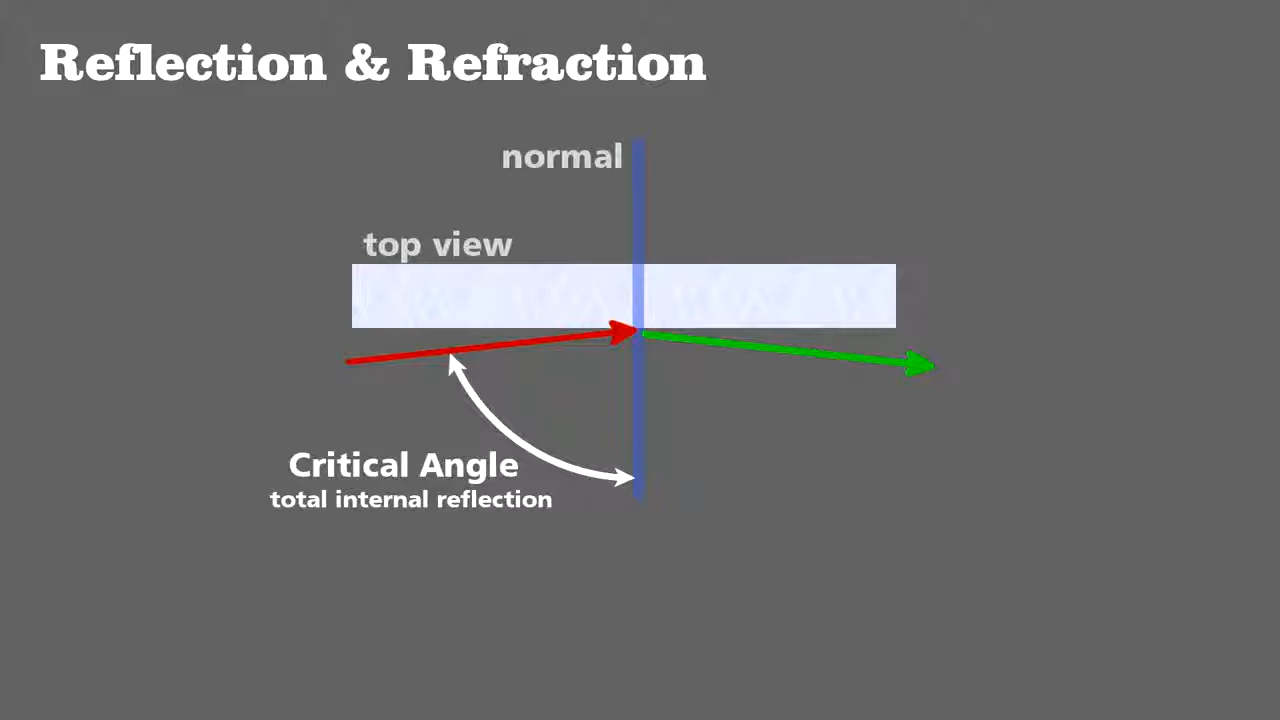 Reflection & Refraction
normal
top view
Critical Angle
total internal reflection